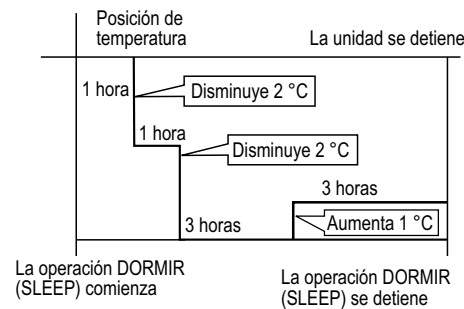 Posición de
temperatura
La unidad se detiene
1 hora
Disminuye 2 °C
1 hora
Disminuye 2 °C
3 horas
3 horas
Aumenta 1 °C
La operación DORMIR
(SLEEP) comienza
La operación DORMIR
(SLEEP) se detiene